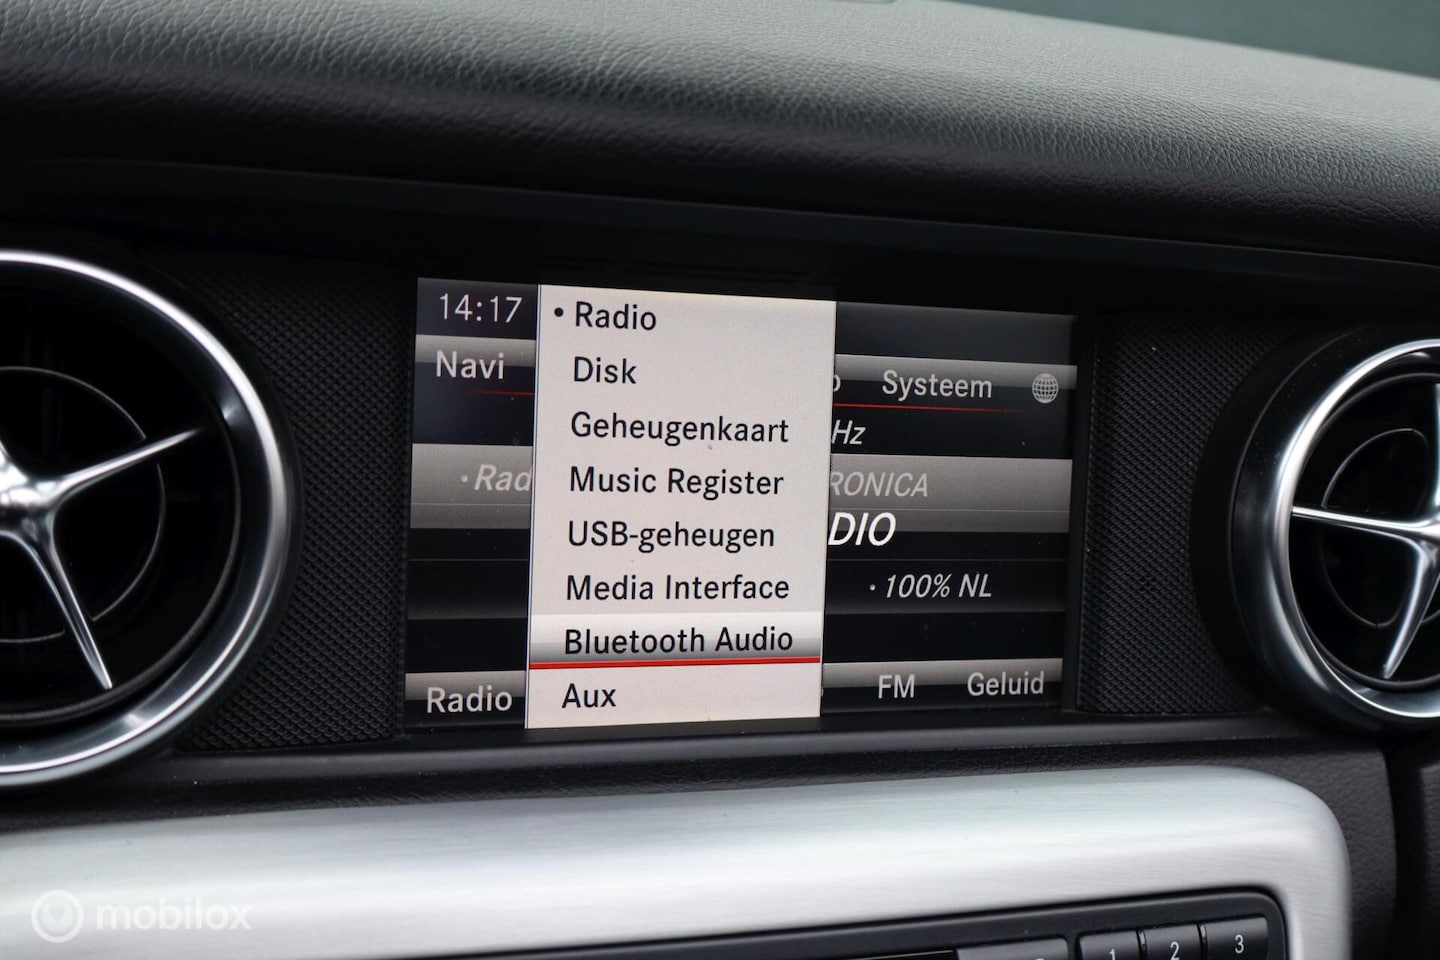 14:17
Navi
Systeem
• Radio
Disk
Geheugenkaart
Music Register
USB-geheugen
Media Interface
Bluetooth Audio
Aux
Hz
•Rad
RONICA
DIO
•100% NL
Radio
FM
Geluid
mobilox
1 2 3